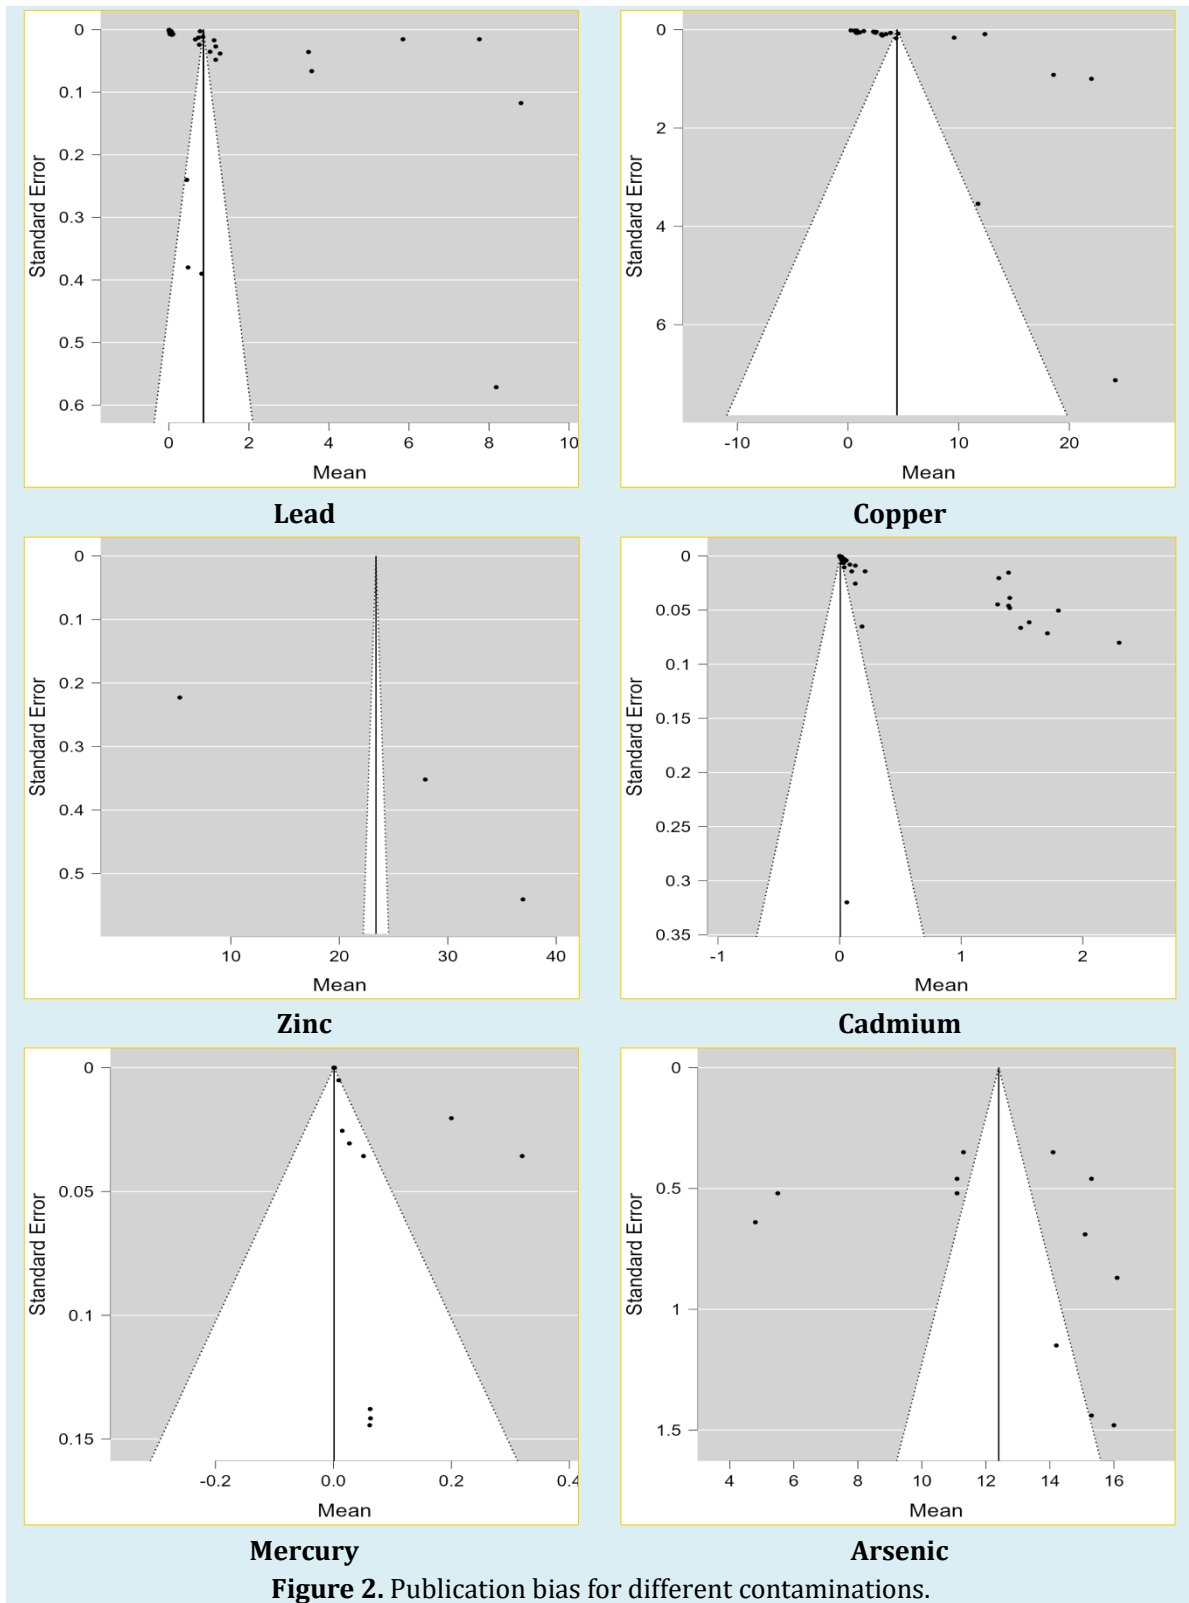 0
0.1
0.2
0.3
0.4
0.5
0.6
Standard Error
0 2 4 6 8 10
Mean
Lead
0
2
4
6
Standard Error
-10 0 10 20
Mean
Copper
0
0.1
0.2
0.3
0.4
0.5
Standard Error
10 20 30 40
Mean
Zinc
0
0.05
0.1
0.15
0.2
0.25
0.3
0.35
Standard Error
-1 0 1 2
Mean
Cadmium
0
0.05
0.1
0.15
Standard Error
-0.2 0.0 0.2 0.4
Mean
Mercury
0
0.5
1
1.5
Standard Error
4 6 8 10 12 14 16
Mean
Arsenic
Figure 2. Publication bias for different contaminations.